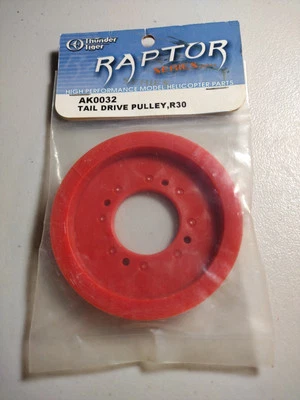 Thunder
Tiger
RAPTOR
SERIES
HIGH PERFORMANCE MODEL HELICOPTER PARTS
AK0032
TAIL DRIVE PULLEY,R30